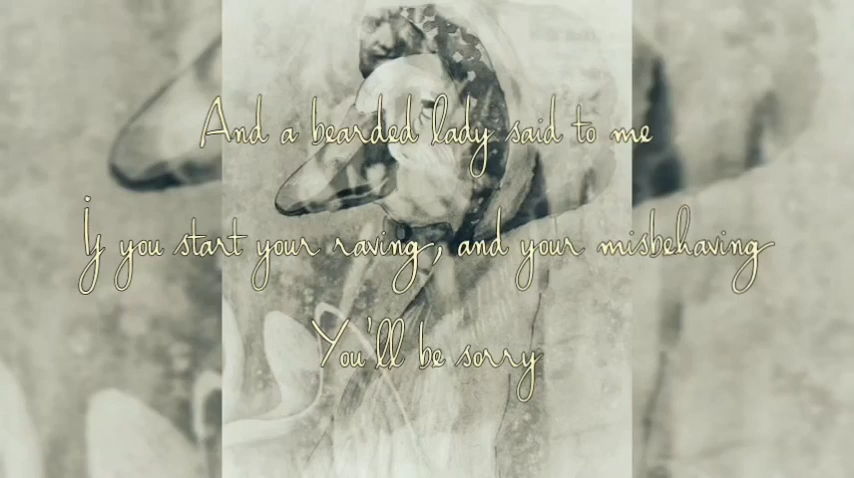 And a bearded lady said to me
If you start your raving, and your misbehaving
You'll be sorry